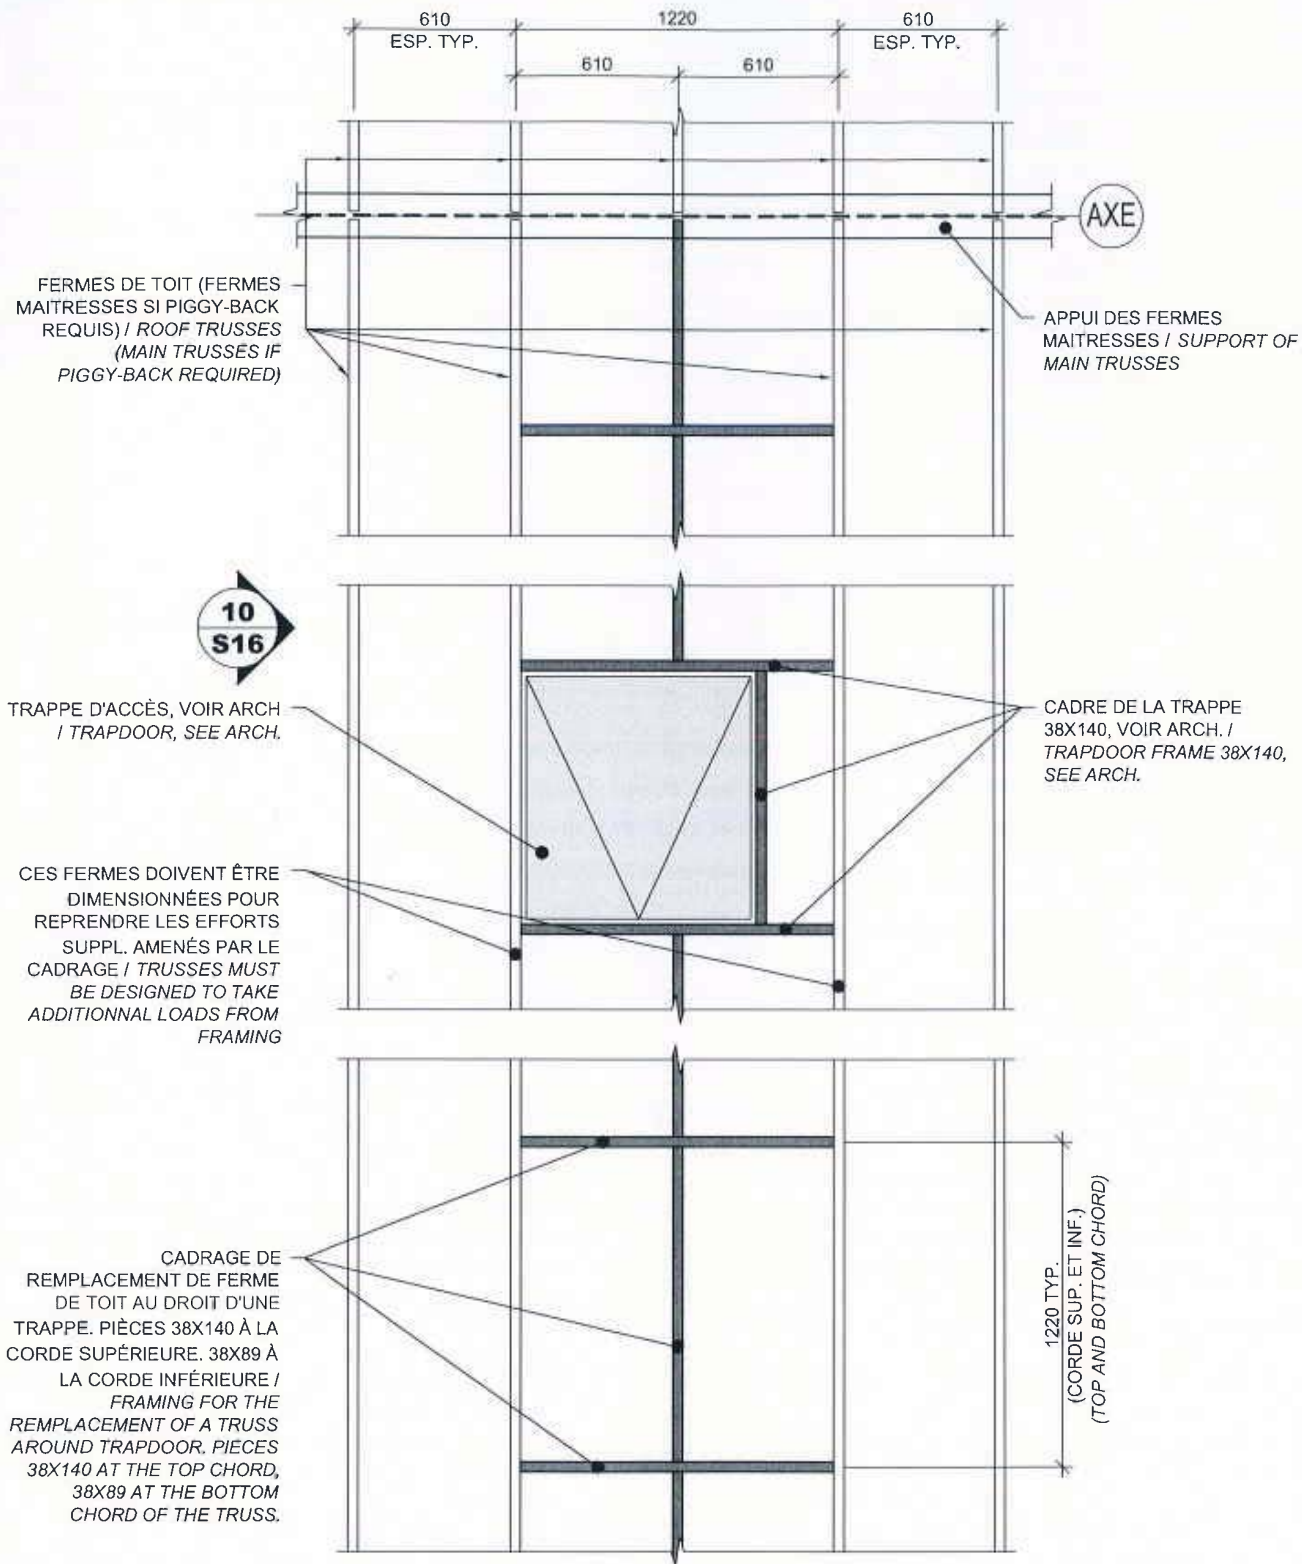 610
ESP. TYP.
1220
610
ESP. TYP.
610
610
AXE
FERMES DE TOIT (FERMES
MAITRESSES SI PIGGY-BACK
REQUIS) / ROOF TRUSSES
(MAIN TRUSSES IF
PIGGY-BACK REQUIRED)
APPUI DES FERMES
MAITRESSES / SUPPORT OF
MAIN TRUSSES
10
S16
TRAPPE D'ACCÈS, VOIR ARCH
/ TRAPDOOR, SEE ARCH.
CADRE DE LA TRAPPE
38X140, VOIR ARCH. /
TRAPDOOR FRAME 38X140,
SEE ARCH.
CES FERMES DOIVENT ÊTRE
DIMENSIONNÉES POUR
REPRENDRE LES EFFORTS
SUPPL. AMENÉS PAR LE
CADRAGE / TRUSSES MUST
BE DESIGNED TO TAKE
ADDITIONNAL LOADS FROM
FRAMING
CADRAGE DE
REMPLACEMENT DE FERME
DE TOIT AU DROIT D'UNE
TRAPPE. PIÈCES 38X140 À LA
CORDE SUPÉRIEURE. 38X89 À
LA CORDE INFÉRIEURE /
FRAMING FOR THE
REMPLACEMENT OF A TRUSS
AROUND TRAPDOOR. PIECES
38X140 AT THE TOP CHORD,
38X89 AT THE BOTTOM
CHORD OF THE TRUSS.
1220 TYP.
(CORDE SUP. ET INF.)
(TOP AND BOTTOM CHORD)